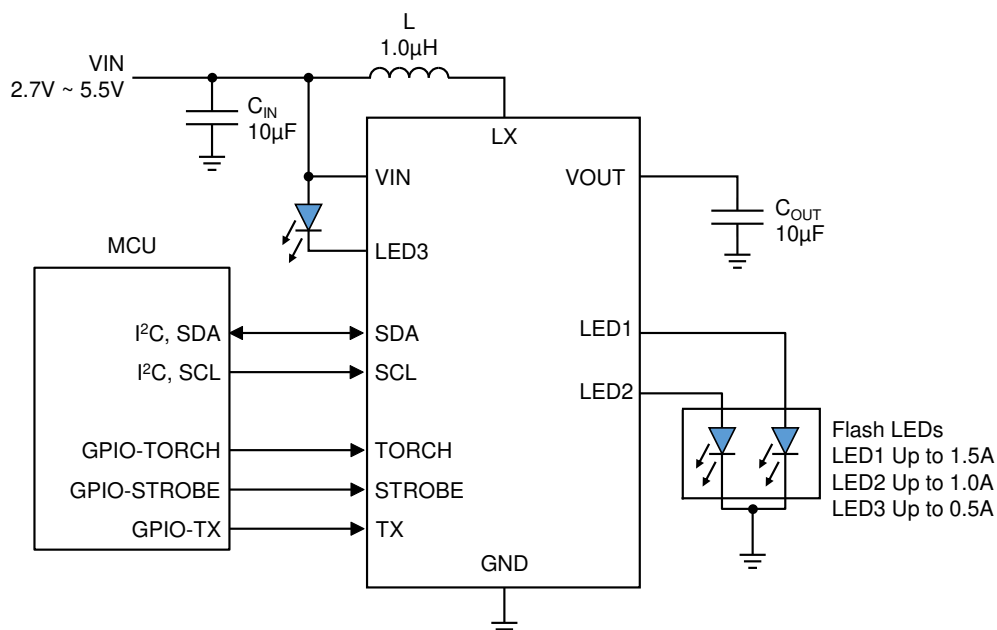 L
1.0µH
VIN
2.7V ~ 5.5V
C_IN
10µF
LX
VIN
VOUT
C_OUT
10µF
LED3
MCU
I²C, SDA
SDA
LED1
I²C, SCL
SCL
LED2
GPIO-TORCH
TORCH
GPIO-STROBE
STROBE
GPIO-TX
TX
Flash LEDs
LED1 Up to 1.5A
LED2 Up to 1.0A
LED3 Up to 0.5A
GND